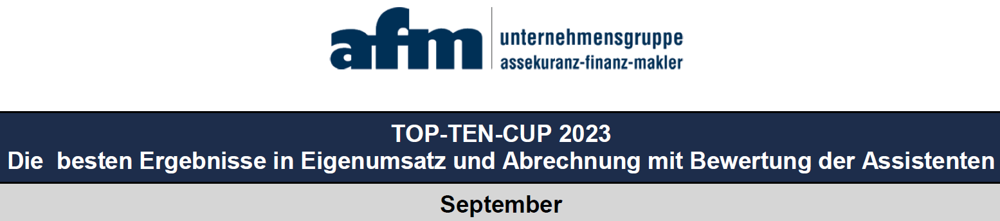 afm
unternehmensgruppe
assekuranz-finanz-makler
TOP-TEN-CUP 2023
Die  besten Ergebnisse in Eigenumsatz und Abrechnung mit Bewertung der Assistenten
September